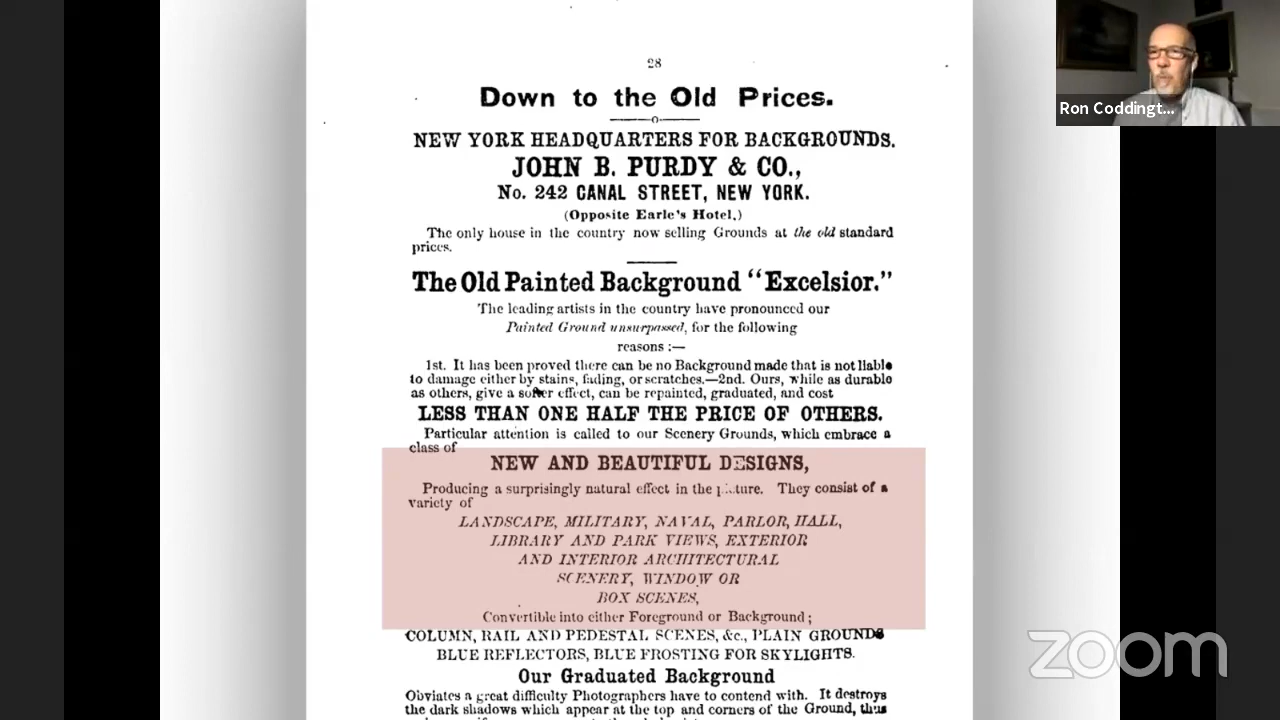 28
Down to the Old Prices.
NEW YORK HEADQUARTERS FOR BACKGROUNDS.
JOHN B. PURDY & CO.,
No. 242 CANAL STREET, NEW YORK.
(Opposite Earle's Hotel.)
The only house in the country now selling Grounds at the old standard
prices.
The Old Painted Background "Excelsior."
The leading artists in the country have pronounced our
Painted Ground unsurpassed, for the following
reasons :—
1st. It has been proved there can be no Background made that is not liable
to damage either by stains, fading, or scratches.—2nd. Ours, while as durable
as others, give a softer effect, can be repainted, graduated, and cost
LESS THAN ONE HALF THE PRICE OF OTHERS.
Particular attention is called to our Scenery Grounds, which embrace a
class of
NEW AND BEAUTIFUL DESIGNS,
Producing a surprisingly natural effect in the picture. They consist of a
variety of
LANDSCAPE, MILITARY, NAVAL, PARLOR, HALL,
LIBRARY AND PARK VIEWS, EXTERIOR
AND INTERIOR ARCHITECTURAL
SCENERY, WINDOW OR
BOX SCENES,
Convertible into either Foreground or Background ;
COLUMN, RAIL AND PEDESTAL SCENES, &c., PLAIN GROUNDS
BLUE REFLECTORS, BLUE FROSTING FOR SKYLIGHTS.
Our Graduated Background
Obviates a great difficulty Photographers have to contend with. It destroys
the dark shadows which appear at the top and corners of the Ground, thus
Ron Coddingt...
zoom